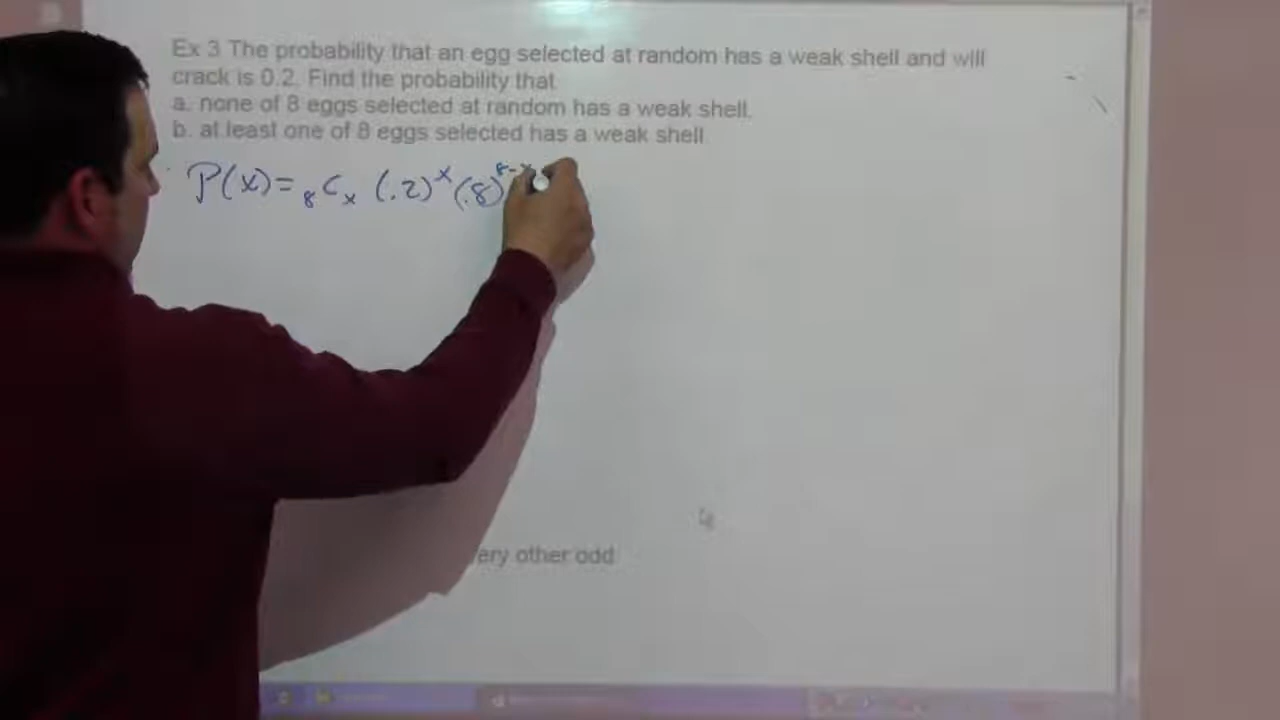 Ex 3 The probability that an egg selected at random has a weak shell and will
crack is 0.2. Find the probability that
a. none of 8 eggs selected at random has a weak shell.
b. at least one of 8 eggs selected has a weak shell.
P(x)= ₈Cₓ (.2)ˣ(.8)⁸⁻ˣ
ery other odd